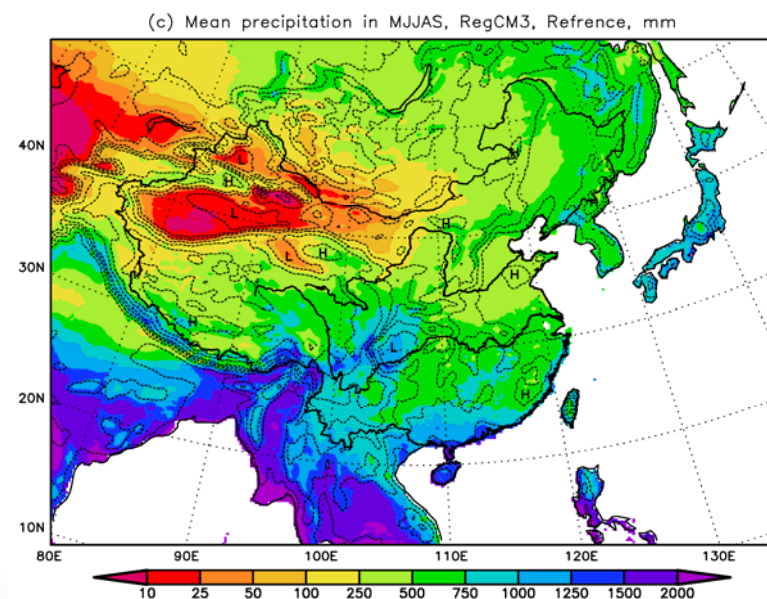 (c) Mean precipitation in MJJAS, RegCM3, Refrence, mm
40N
30N
20N
10N
L
H
L
L
H
H
H
H
H
80E 90E 100E 110E 120E 130E
10 25 50 100 250 500 750 1000 1250 1500 2000